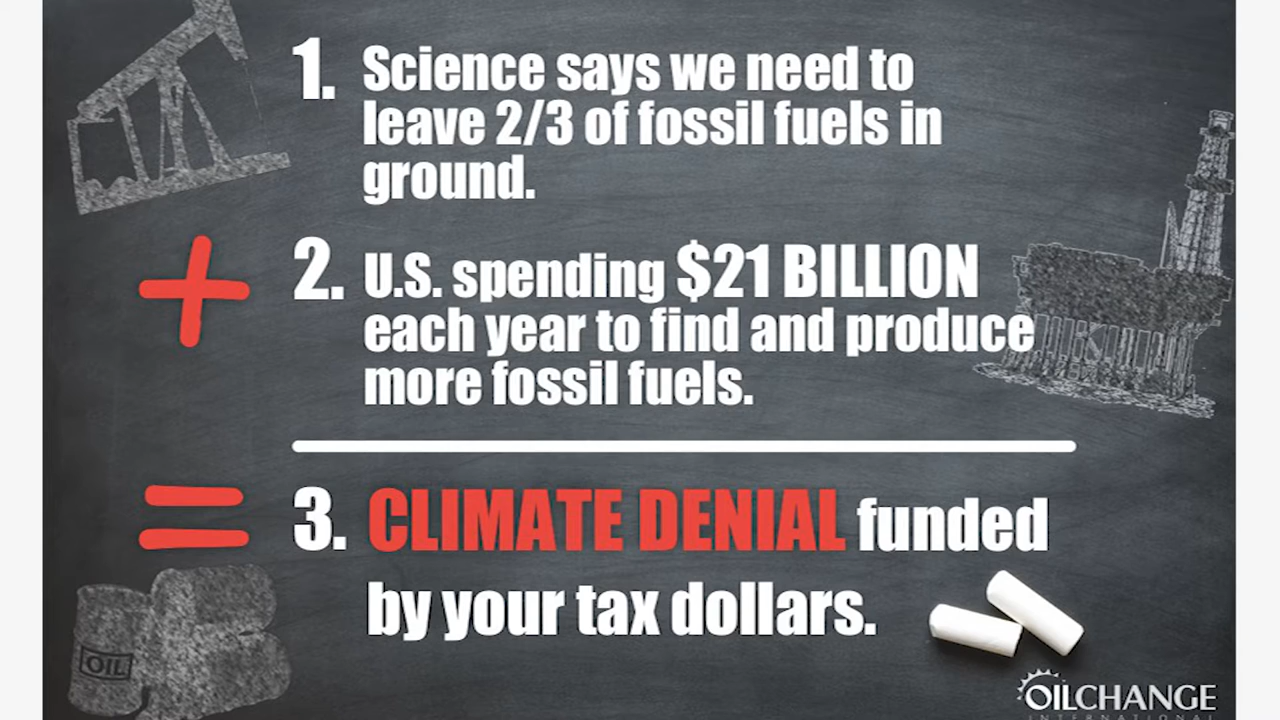 1. Science says we need to
leave 2/3 of fossil fuels in
ground.
+
2. U.S. spending $21 BILLION
each year to find and produce
more fossil fuels.
=
3. CLIMATE DENIAL funded
by your tax dollars.
OIL
OILCHANGE